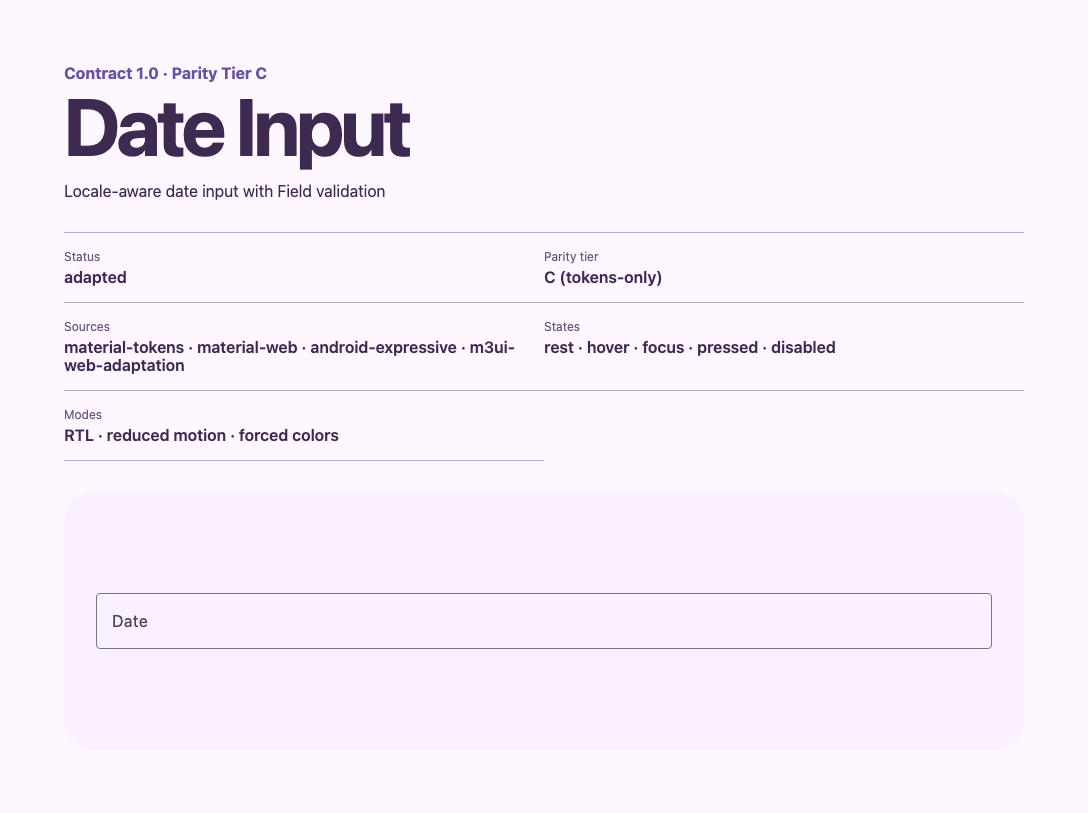 Contract 1.0 · Parity Tier C
Date Input
Locale-aware date input with Field validation
Status
adapted
Parity tier
C (tokens-only)
Sources
material-tokens · material-web · android-expressive · m3ui-
web-adaptation
States
rest · hover · focus · pressed · disabled
Modes
RTL · reduced motion · forced colors
Date